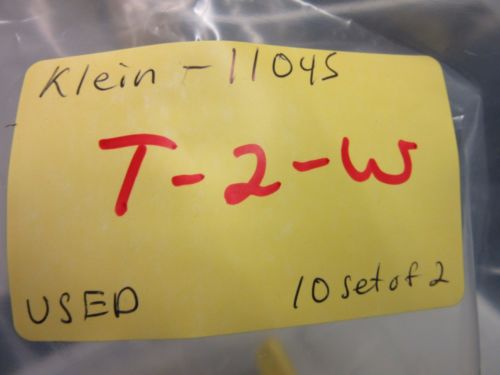 Klein - 11045
T-2-W
USED 10 set of 2